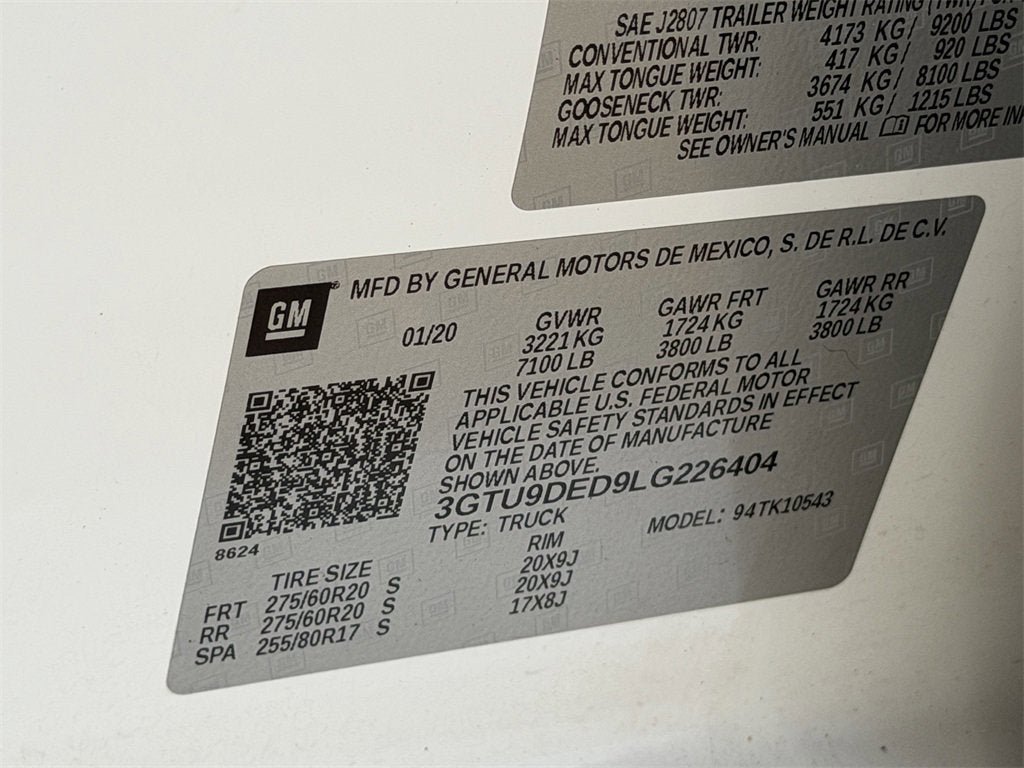 SAE J2807 TRAILER WEIGHT RATING (TWR)
CONVENTIONAL TWR: 4173 KG/ 9200 LBS
MAX TONGUE WEIGHT: 417 KG/ 920 LBS
GOOSENECK TWR: 3674 KG/ 8100 LBS
MAX TONGUE WEIGHT: 551 KG/ 1215 LBS
SEE OWNER'S MANUAL FOR MORE
GM® MFD BY GENERAL MOTORS DE MEXICO, S. DE R.L. DE C.V.
01/20 GVWR GAWR FRT GAWR RR
3221 KG 1724 KG 1724 KG
7100 LB 3800 LB 3800 LB
THIS VEHICLE CONFORMS TO ALL
APPLICABLE U.S. FEDERAL MOTOR
VEHICLE SAFETY STANDARDS IN EFFECT
ON THE DATE OF MANUFACTURE
SHOWN ABOVE.
3GTU9DED9LG226404
TYPE: TRUCK MODEL: 94TK10543
8624
TIRE SIZE RIM
FRT 275/60R20 S 20X9J
RR 275/60R20 S 20X9J
SPA 255/80R17 S 17X8J